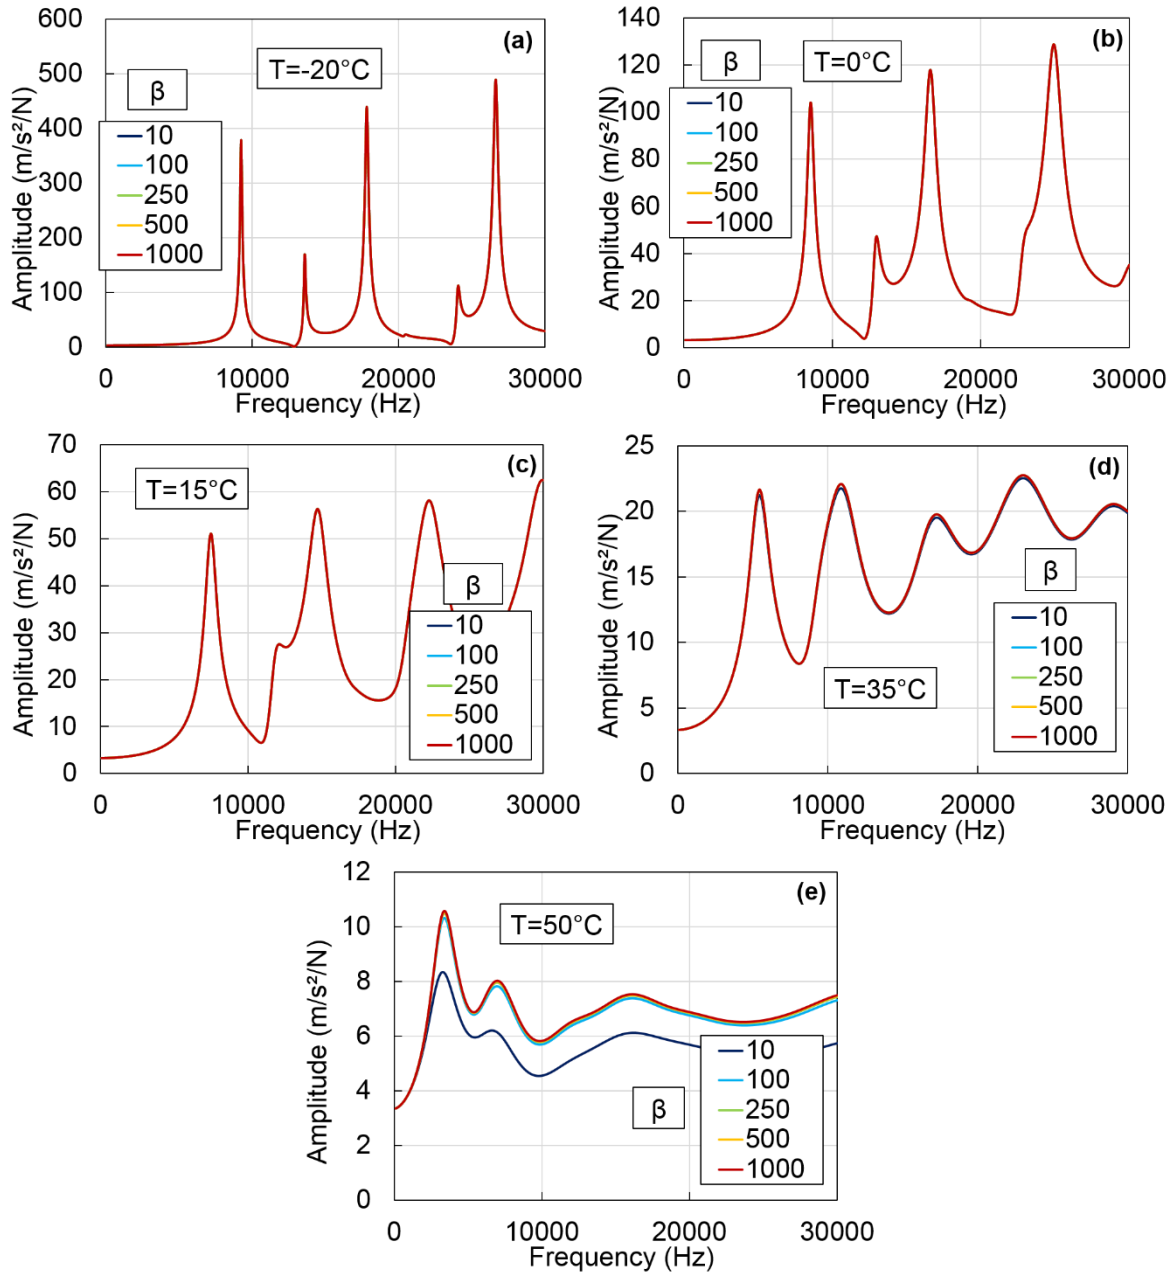 (a)
T=-20°C
β
10
100
250
500
1000
600
500
400
300
200
100
0
0 10000 20000 30000
Amplitude (m/s²/N)
Frequency (Hz)
(b)
T=0°C
β
10
100
250
500
1000
140
120
100
80
60
40
20
0
0 10000 20000 30000
Amplitude (m/s²/N)
Frequency (Hz)
(c)
T=15°C
β
10
100
250
500
1000
70
60
50
40
30
20
10
0
0 10000 20000 30000
Amplitude (m/s²/N)
Frequency (Hz)
(d)
T=35°C
β
10
100
250
500
1000
25
20
15
10
5
0
0 10000 20000 30000
Amplitude (m/s²/N)
Frequency (Hz)
(e)
T=50°C
β
10
100
250
500
1000
12
10
8
6
4
2
0
0 10000 20000 30000
Amplitude (m/s²/N)
Frequency (Hz)